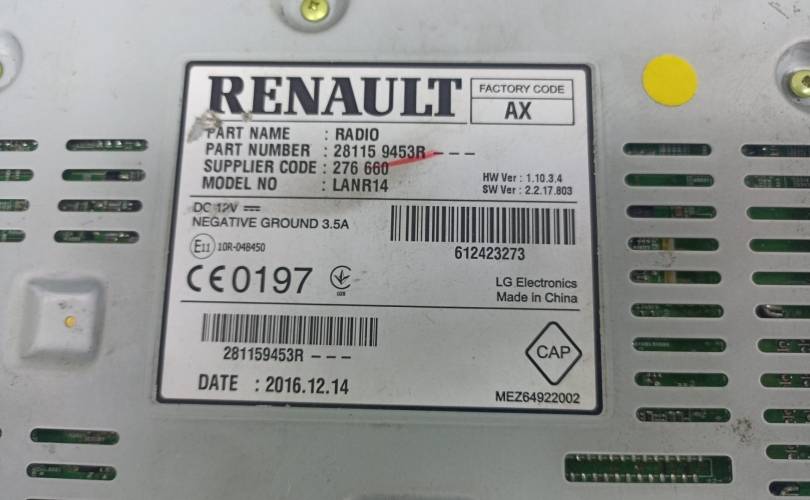 RENAULT
FACTORY CODE
AX
PART NAME : RADIO
PART NUMBER : 28115 9453R - - -
SUPPLIER CODE : 276 660
MODEL NO : LANR14
HW Ver : 1.10.3.4
SW Ver : 2.2.17.803
DC 12V
NEGATIVE GROUND 3.5A
612423273
E11 10R-048450
CE0197
LG Electronics
Made in China
281159453R - - -
CAP
DATE : 2016.12.14
MEZ64922002